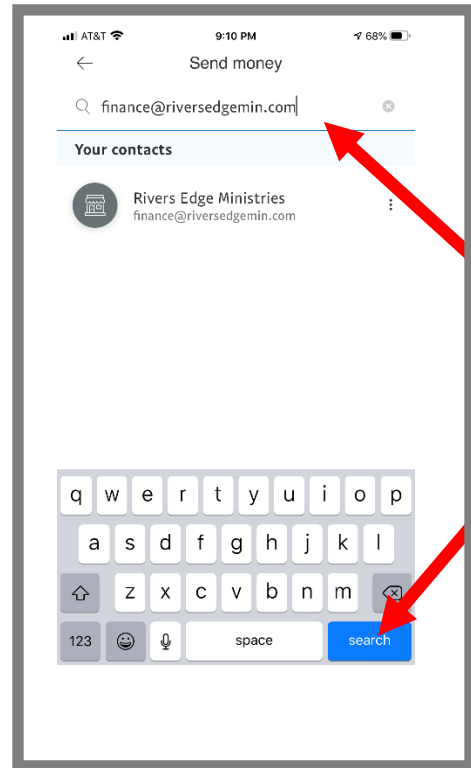 AT&T 9:10 PM 68%
Send money
finance@riversedgemin.com
Your contacts
Rivers Edge Ministries
finance@riversedgemin.com
q w e r t y u i o p
a s d f g h j k l
z x c v b n m
123 space search